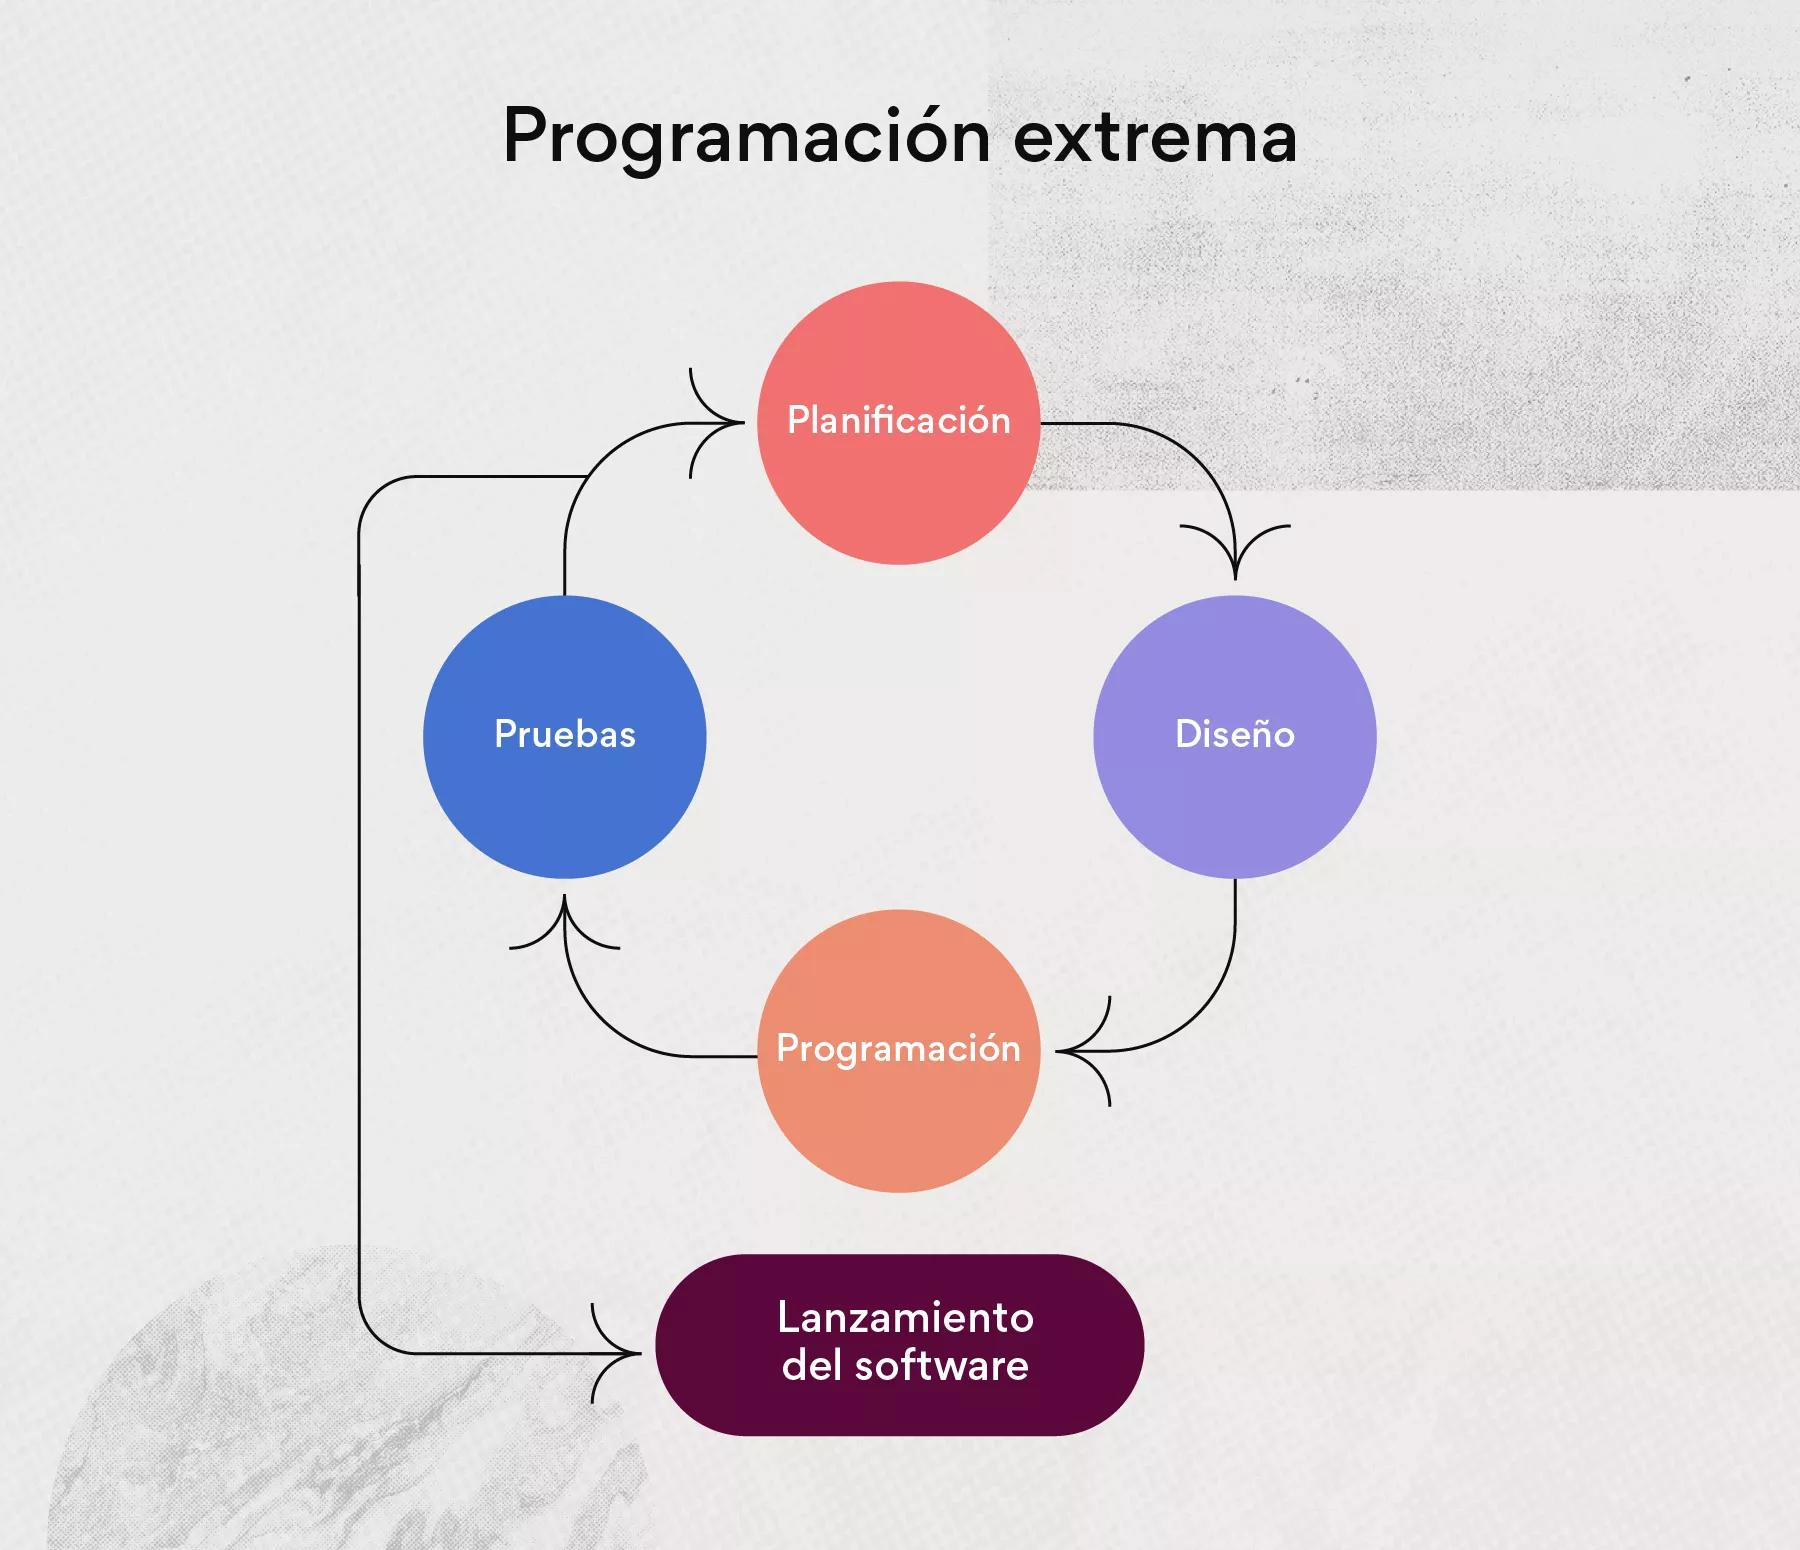 Programación extrema
Planificación
Pruebas
Diseño
Programación
Lanzamiento
del software